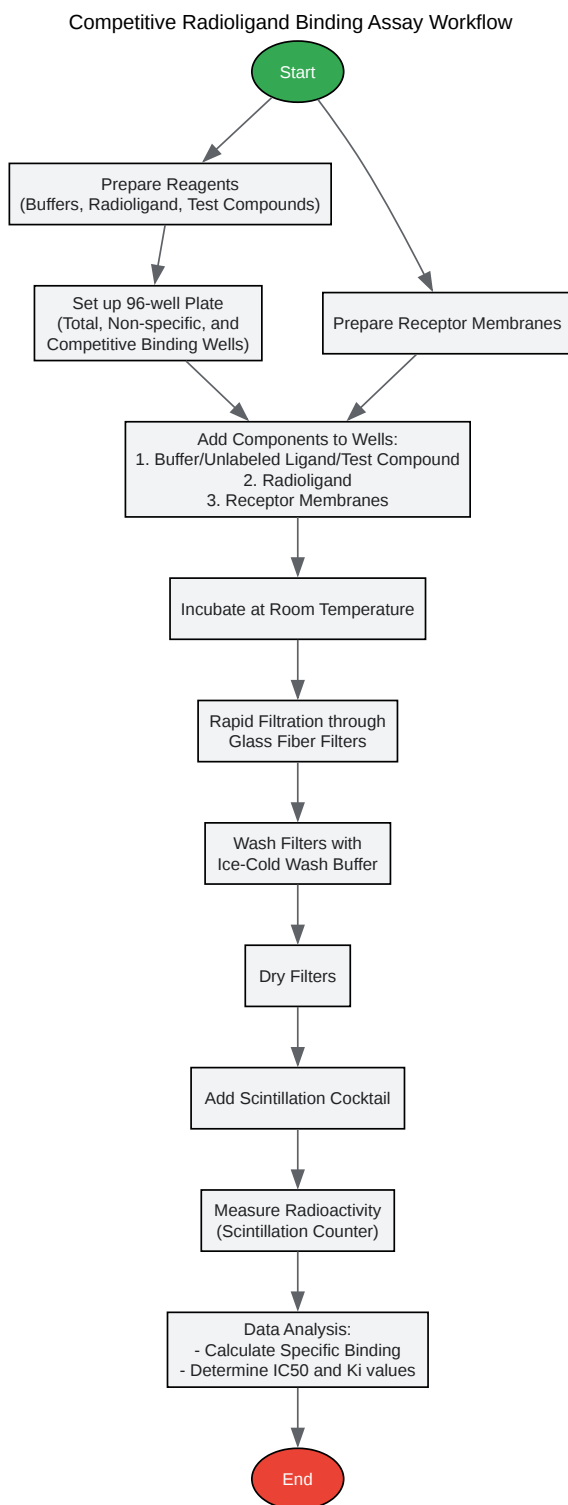 Competitive Radioligand Binding Assay Workflow
Start
Prepare Reagents
(Buffers, Radioligand, Test Compounds)
Set up 96-well Plate
(Total, Non-specific, and
Competitive Binding Wells)
Prepare Receptor Membranes
Add Components to Wells:
1. Buffer/Unlabeled Ligand/Test Compound
2. Radioligand
3. Receptor Membranes
Incubate at Room Temperature
Rapid Filtration through
Glass Fiber Filters
Wash Filters with
Ice-Cold Wash Buffer
Dry Filters
Add Scintillation Cocktail
Measure Radioactivity
(Scintillation Counter)
Data Analysis:
- Calculate Specific Binding
- Determine IC50 and Ki values
End